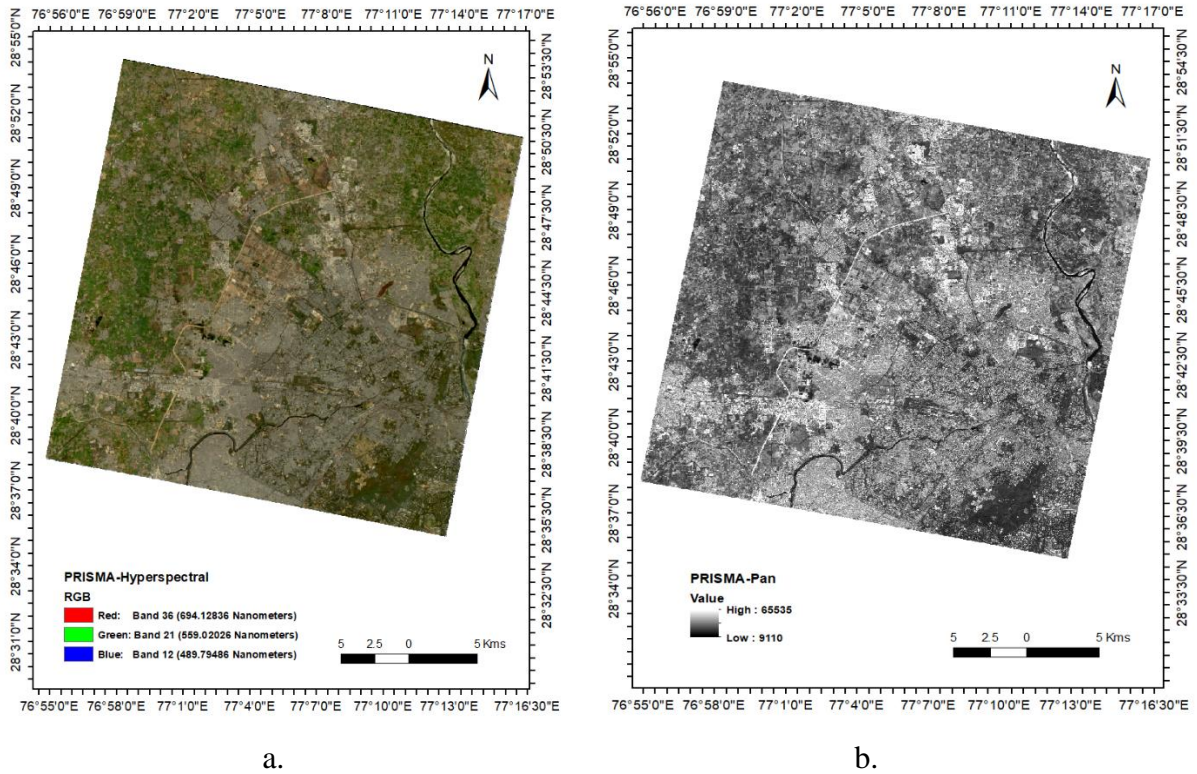 76°56'0"E 76°59'0"E 77°2'0"E 77°5'0"E 77°8'0"E 77°11'0"E 77°14'0"E 77°17'0"E
28°55'0"N
28°52'0"N
28°49'0"N
28°46'0"N
28°43'0"N
28°40'0"N
28°37'0"N
28°34'0"N
28°31'0"N
N
28°53'30"N
28°50'30"N
28°47'30"N
28°44'30"N
28°41'30"N
28°38'30"N
28°35'30"N
28°32'30"N
PRISMA-Hyperspectral
RGB
Red: Band 36 (694.12836 Nanometers)
Green: Band 21 (559.02026 Nanometers)
Blue: Band 12 (489.79486 Nanometers)
5 2.5 0 5 Kms
76°55'0"E 76°58'0"E 77°1'0"E 77°4'0"E 77°7'0"E 77°10'0"E 77°13'0"E 77°16'30"E
a.
76°56'0"E 76°59'0"E 77°2'0"E 77°5'0"E 77°8'0"E 77°11'0"E 77°14'0"E 77°17'0"E
28°55'0"N
28°52'0"N
28°49'0"N
28°46'0"N
28°43'0"N
28°40'0"N
28°37'0"N
28°34'0"N
N
28°54'30"N
28°51'30"N
28°48'30"N
28°45'30"N
28°42'30"N
28°39'30"N
28°36'30"N
28°33'30"N
PRISMA-Pan
Value
High : 65535
Low : 9110
5 2.5 0 5 Kms
76°55'0"E 76°58'0"E 77°1'0"E 77°4'0"E 77°7'0"E 77°10'0"E 77°13'0"E 77°16'30"E
b.